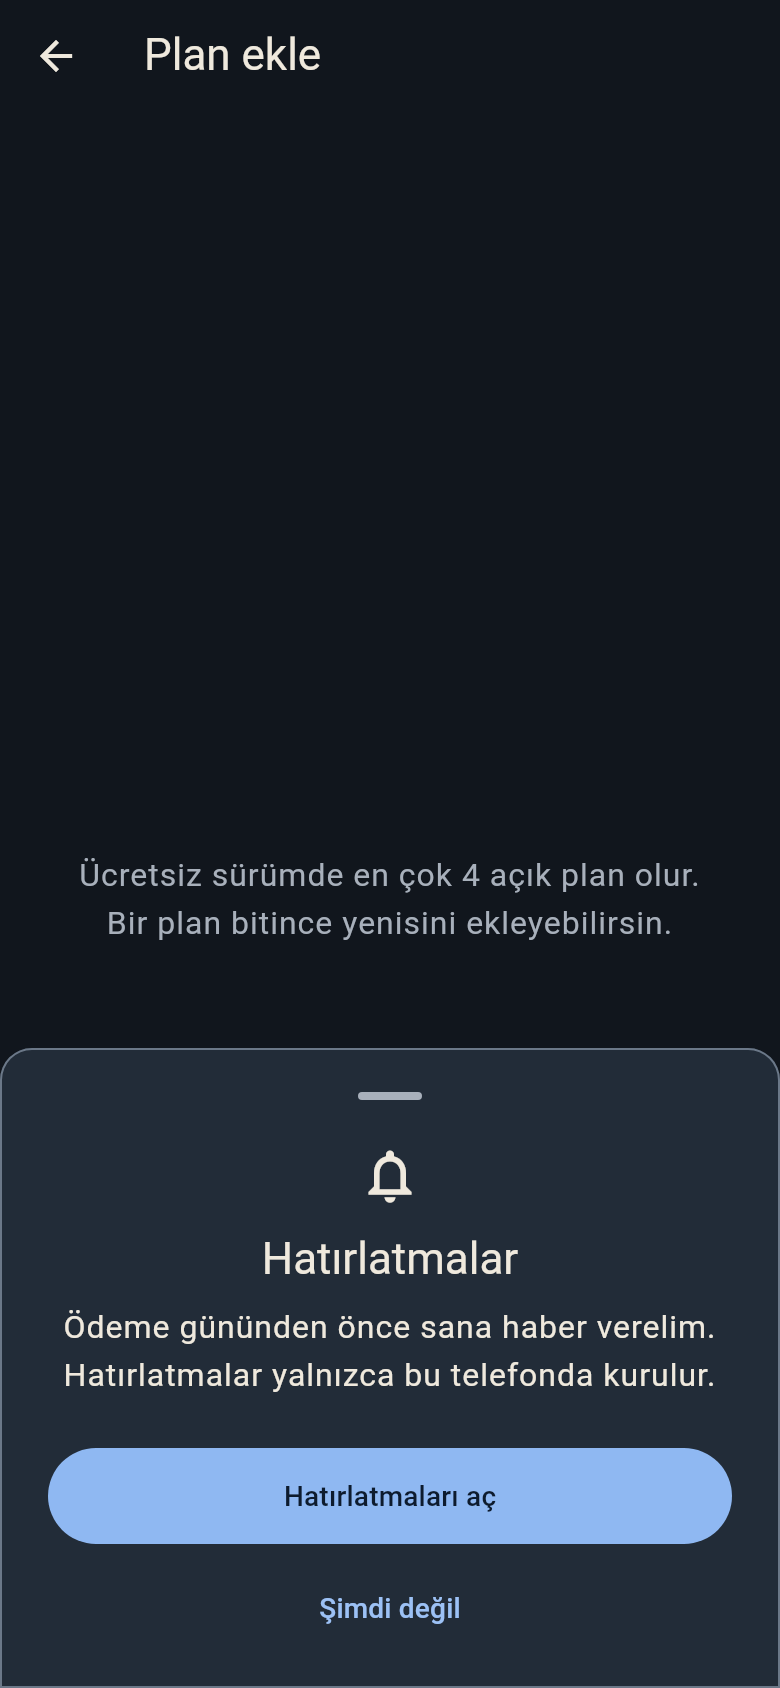 Plan ekle
Ücretsiz sürümde en çok 4 açık plan olur.
Bir plan bitince yenisini ekleyebilirsin.
Hatırlatmalar
Ödeme gününden önce sana haber verelim.
Hatırlatmalar yalnızca bu telefonda kurulur.
Hatırlatmaları aç
Şimdi değil